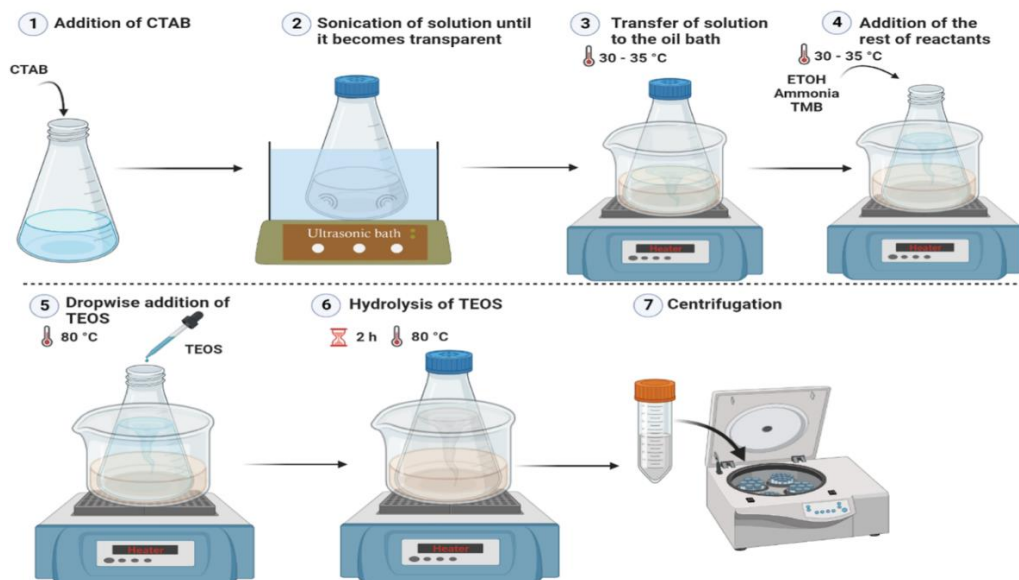 1 Addition of CTAB
CTAB
2 Sonication of solution until
it becomes transparent
Ultrasonic bath
3 Transfer of solution
to the oil bath
30 - 35 °C
Heater
4 Addition of the
rest of reactants
30 - 35 °C
ETOH
Ammonia
TMB
Heater
5 Dropwise addition of
TEOS
80 °C
TEOS
Heater
6 Hydrolysis of TEOS
2 h 80 °C
Heater
7 Centrifugation